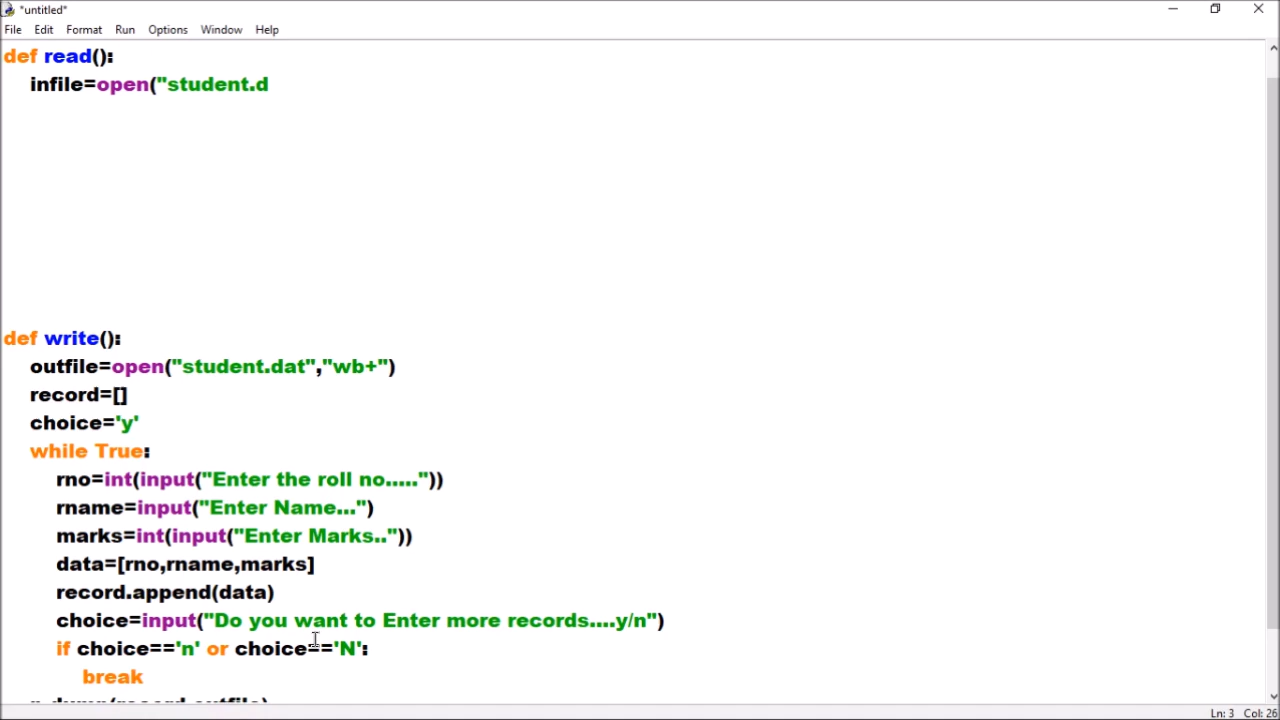 *untitled*
File Edit Format Run Options Window Help
def read():
    infile=open("student.d
def write():
    outfile=open("student.dat","wb+")
    record=[]
    choice='y'
    while True:
        rno=int(input("Enter the roll no....."))
        rname=input("Enter Name...")
        marks=int(input("Enter Marks.."))
        data=[rno,rname,marks]
        record.append(data)
        choice=input("Do you want to Enter more records....y/n")
        if choice=='n' or choice=='N':
            break
Ln: 3 Col: 26